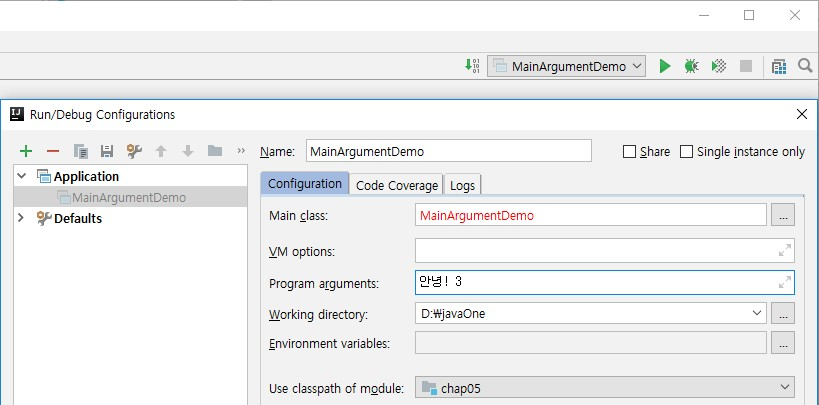 MainArgumentDemo
Run/Debug Configurations
Name: MainArgumentDemo Share Single instance only
Application
MainArgumentDemo
Defaults
Configuration Code Coverage Logs
Main class: MainArgumentDemo ...
VM options:
Program arguments: 안녕! 3
Working directory: D:₩javaOne ...
Environment variables: ...
Use classpath of module: chap05